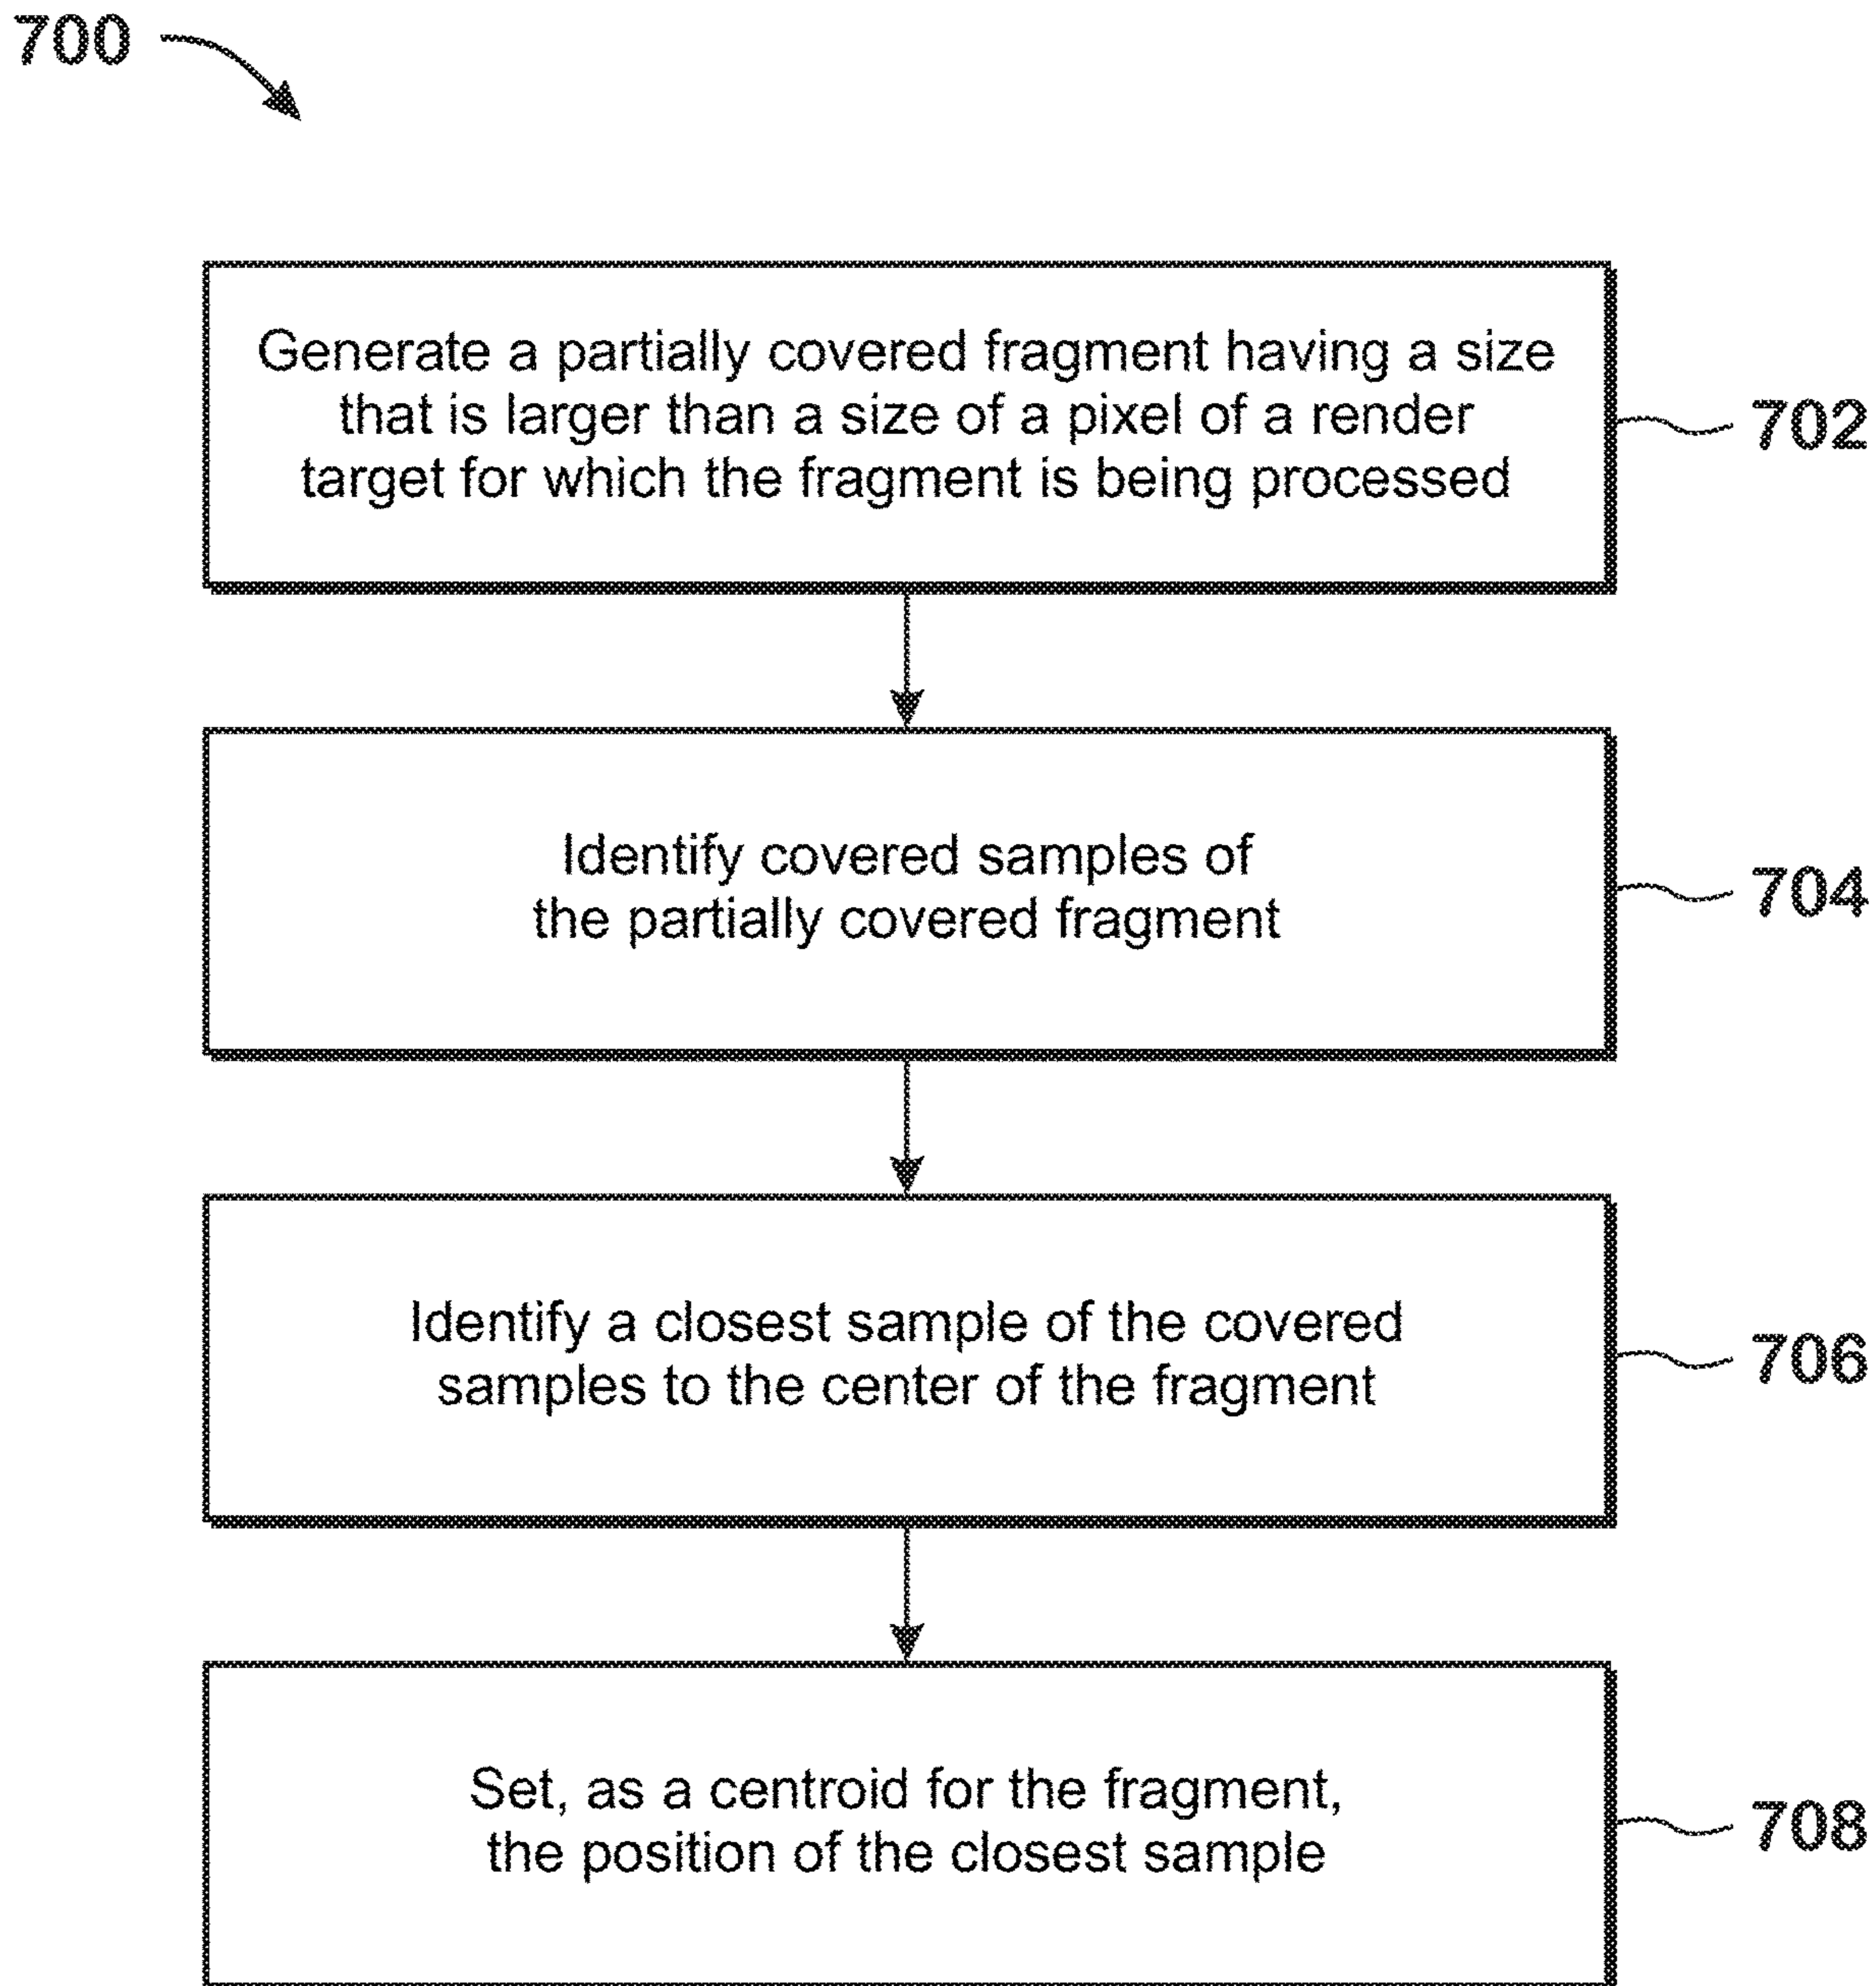 700
Generate a partially covered fragment having a size
that is larger than a size of a pixel of a render
target for which the fragment is being processed
702
Identify covered samples of
the partially covered fragment
704
Identify a closest sample of the covered
samples to the center of the fragment
706
Set, as a centroid for the fragment,
the position of the closest sample
708